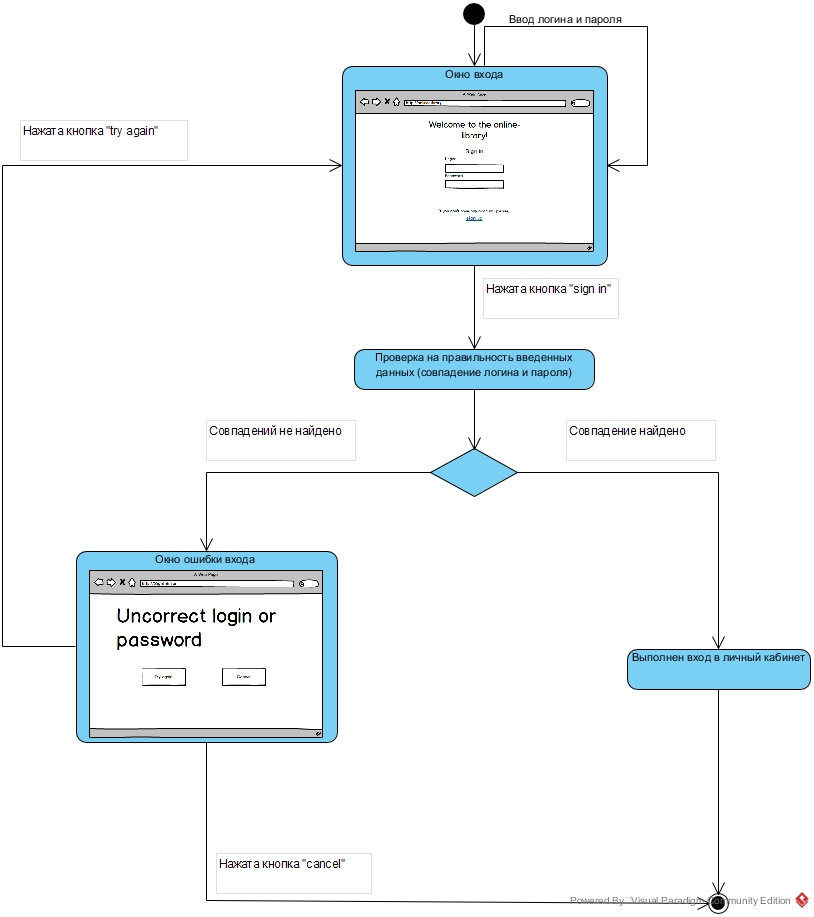 Ввод логина и пароля
Окно входа
A Web Page
Welcome to the online-
library!
Sign in
Login
Password
sign up
Нажата кнопка "try again"
Нажата кнопка "sign in"
Проверка на правильность введенных
данных (совпадение логина и пароля)
Совпадений не найдено
Совпадение найдено
Окно ошибки входа
A Web Page
Uncorrect login or
password
Try again
Cancel
Выполнен вход в личный кабинет
Нажата кнопка "cancel"
Powered By Visual Paradigm Community Edition